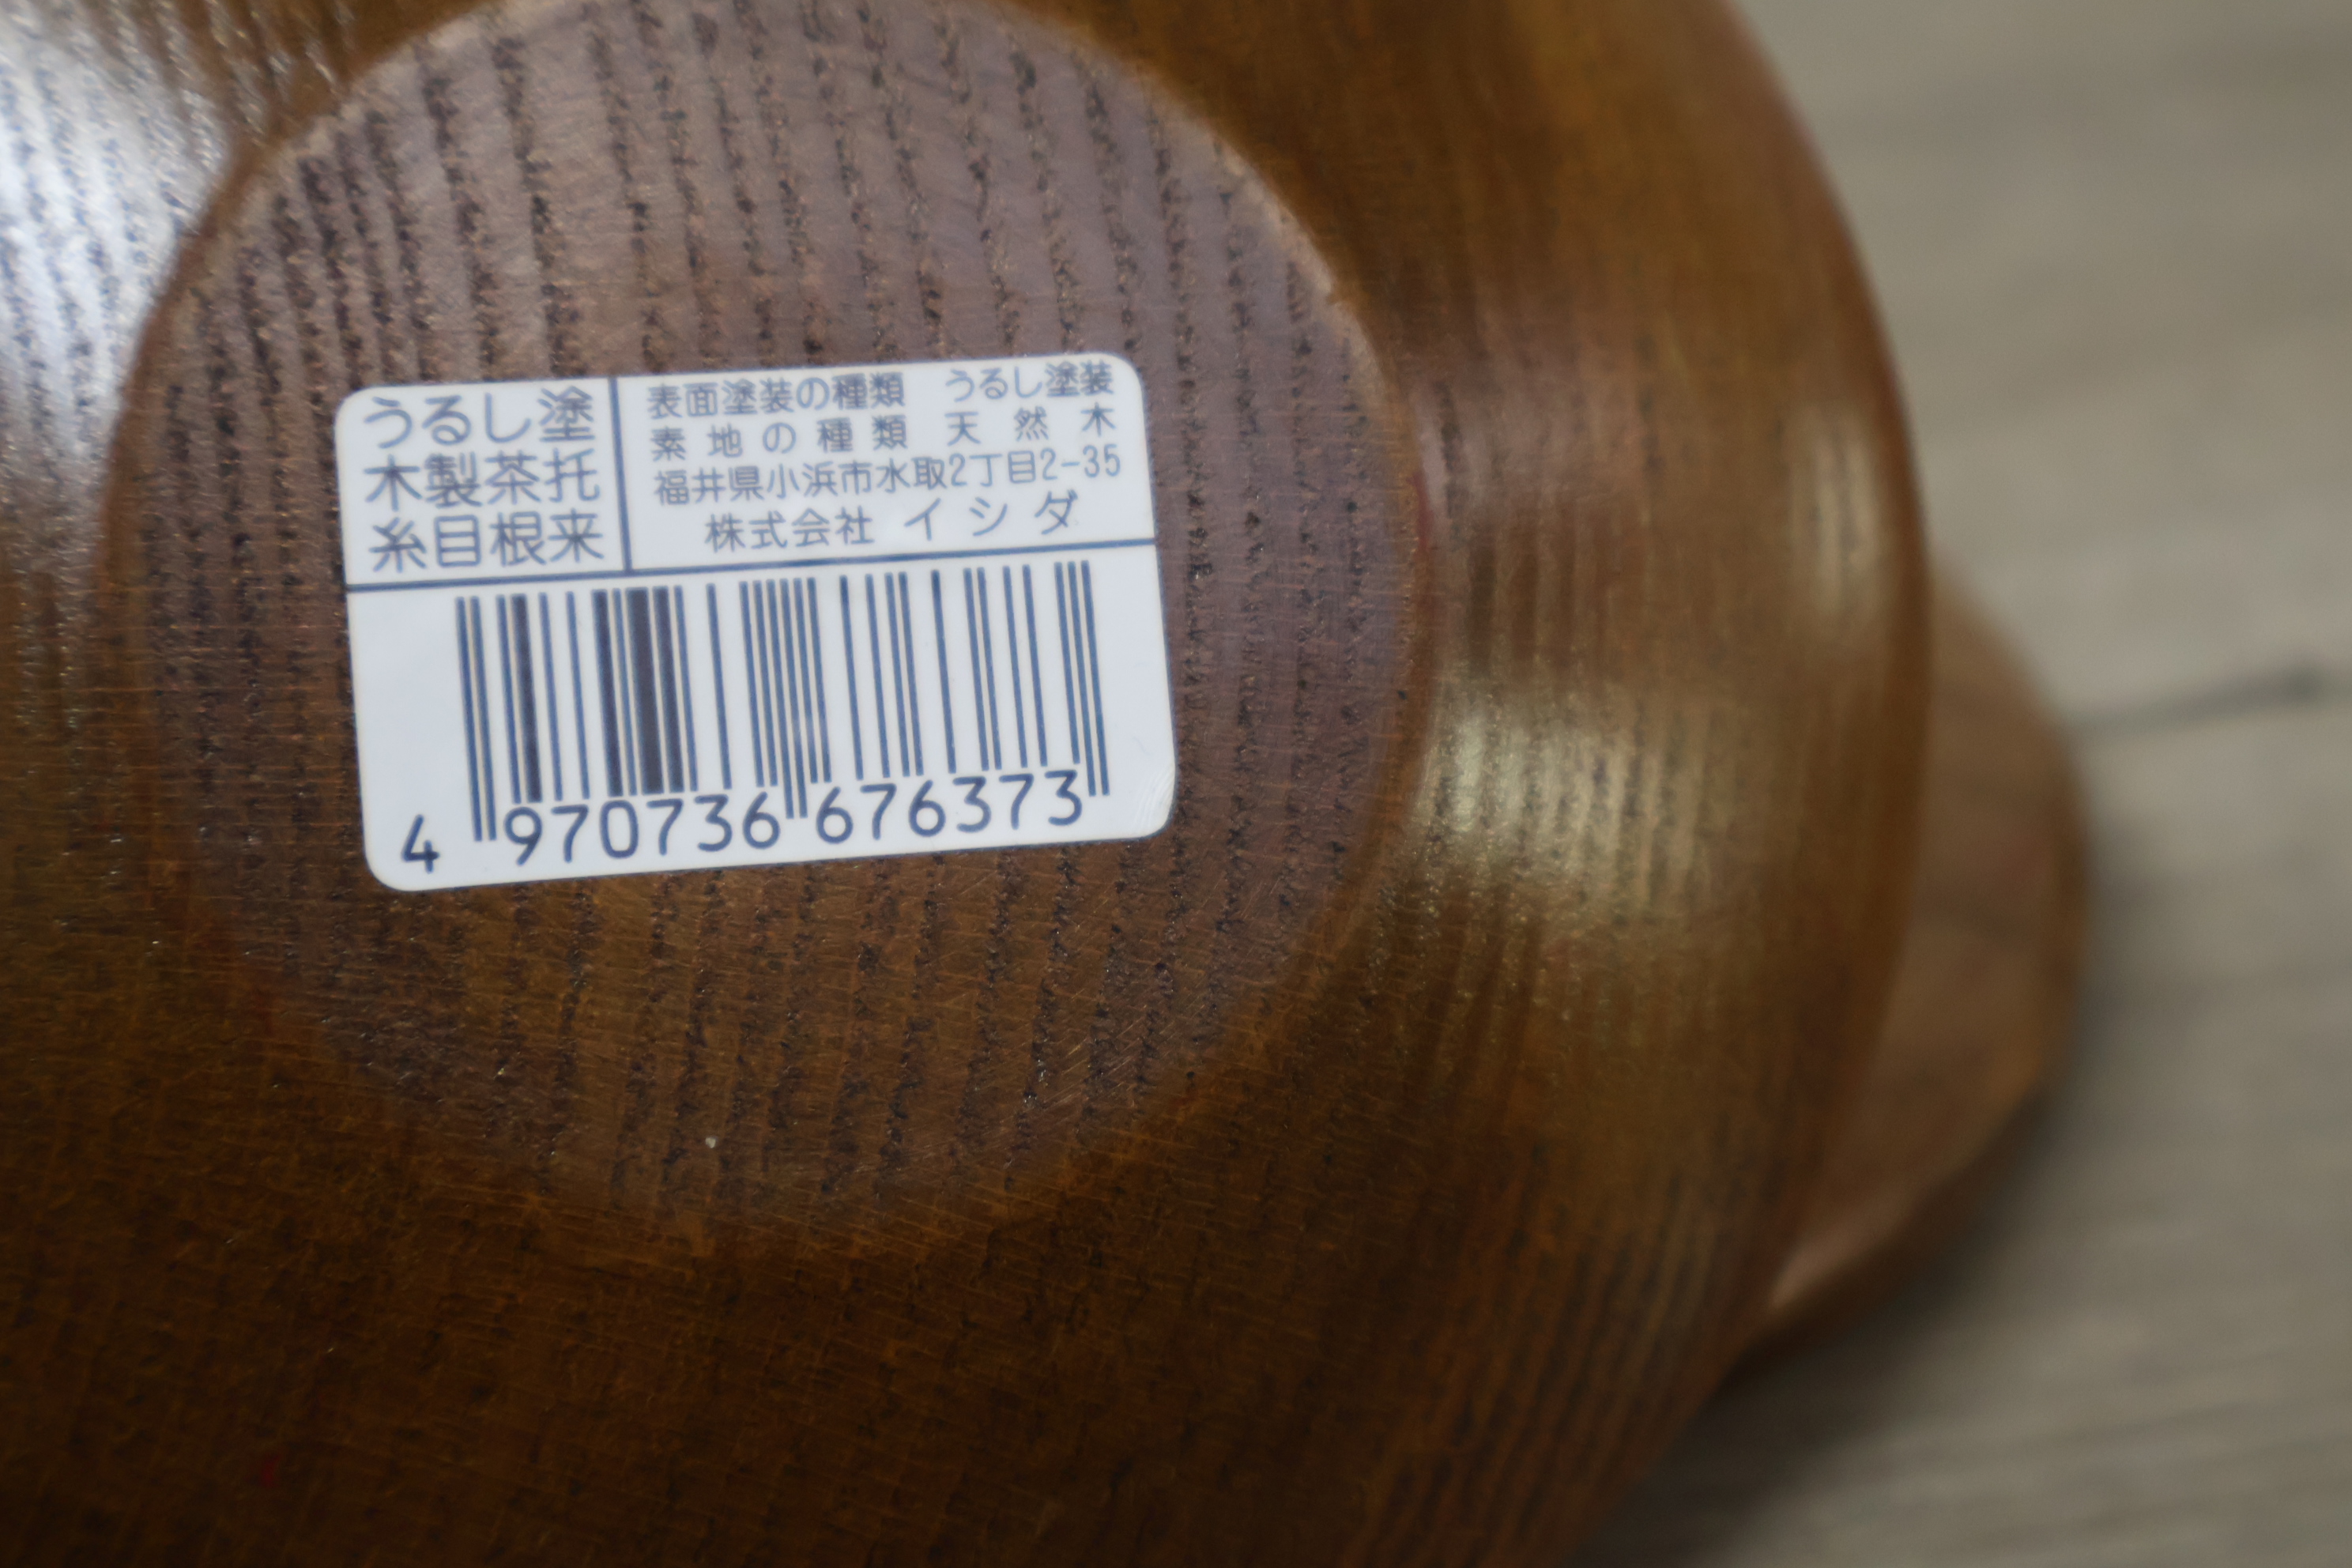 うるし塗
木製茶托
糸目根来
表面塗装の種類 うるし塗装
素地の種類 天然木
福井県小浜市水取2丁目2-35
株式会社 イシダ
4 970736 676373